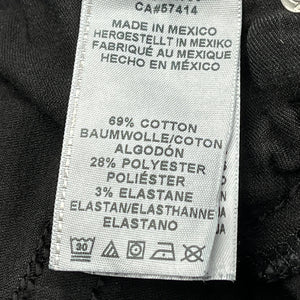 CA#57414
MADE IN MEXICO
HERGESTELLT IN MEXIKO
FABRIQUÉ AU MEXIQUE
HECHO EN MÉXICO
69% COTTON
BAUMWOLLE/COTON
ALGODÓN
28% POLYESTER
POLIÉSTER
3% ELASTANE
ELASTAN/ELASTHANNE
ELASTANO
30